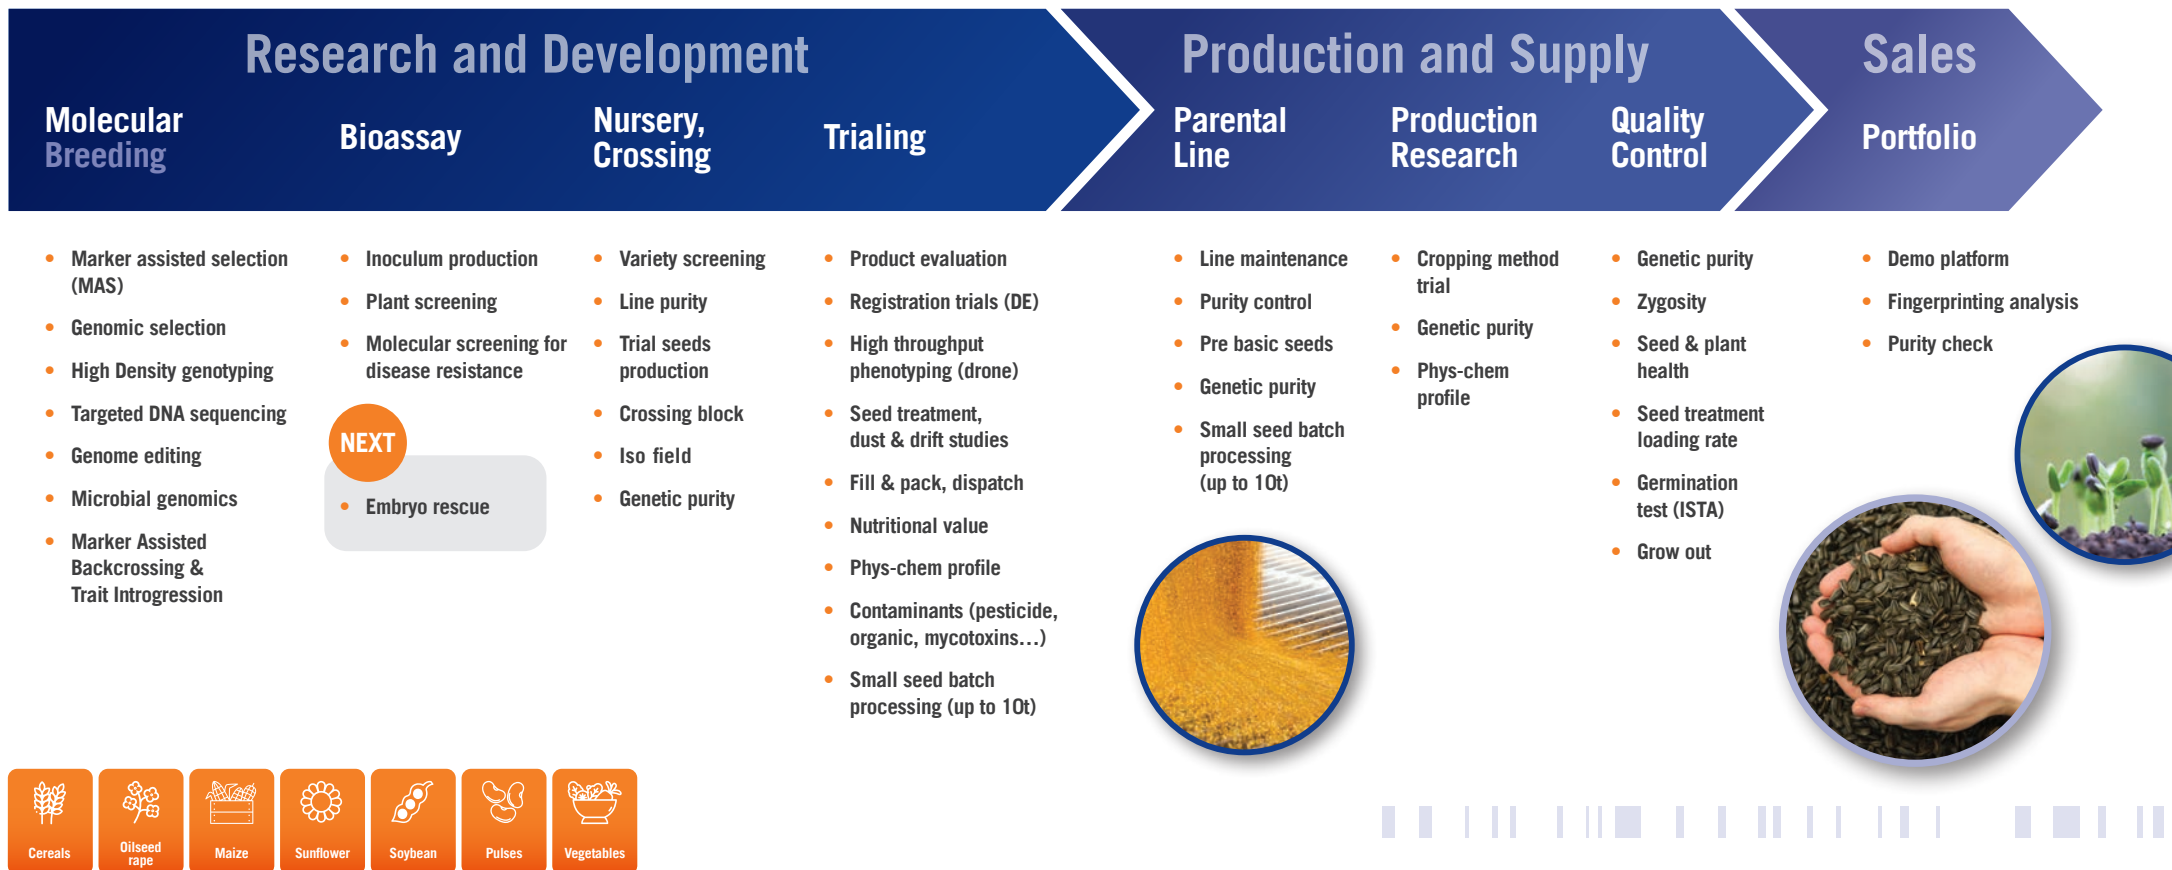 Research and Development
Production and Supply
Sales
Molecular
Breeding
Bioassay
Nursery,
Crossing
Trialing
Parental
Line
Production
Research
Quality
Control
Portfolio
• Marker assisted selection
(MAS)
• Genomic selection
• High Density genotyping
• Targeted DNA sequencing
• Genome editing
• Microbial genomics
• Marker Assisted
Backcrossing &
Trait Introgression
• Inoculum production
• Plant screening
• Molecular screening for
disease resistance
NEXT
• Embryo rescue
• Variety screening
• Line purity
• Trial seeds
production
• Crossing block
• Iso field
• Genetic purity
• Product evaluation
• Registration trials (DE)
• High throughput
phenotyping (drone)
• Seed treatment,
dust & drift studies
• Fill & pack, dispatch
• Nutritional value
• Phys-chem profile
• Contaminants (pesticide,
organic, mycotoxins…)
• Small seed batch
processing (up to 10t)
• Line maintenance
• Purity control
• Pre basic seeds
• Genetic purity
• Small seed batch
processing
(up to 10t)
• Cropping method
trial
• Genetic purity
• Phys-chem
profile
• Genetic purity
• Zygosity
• Seed & plant
health
• Seed treatment
loading rate
• Germination
test (ISTA)
• Grow out
• Demo platform
• Fingerprinting analysis
• Purity check
Cereals
Oilseed
rape
Maize
Sunflower
Soybean
Pulses
Vegetables